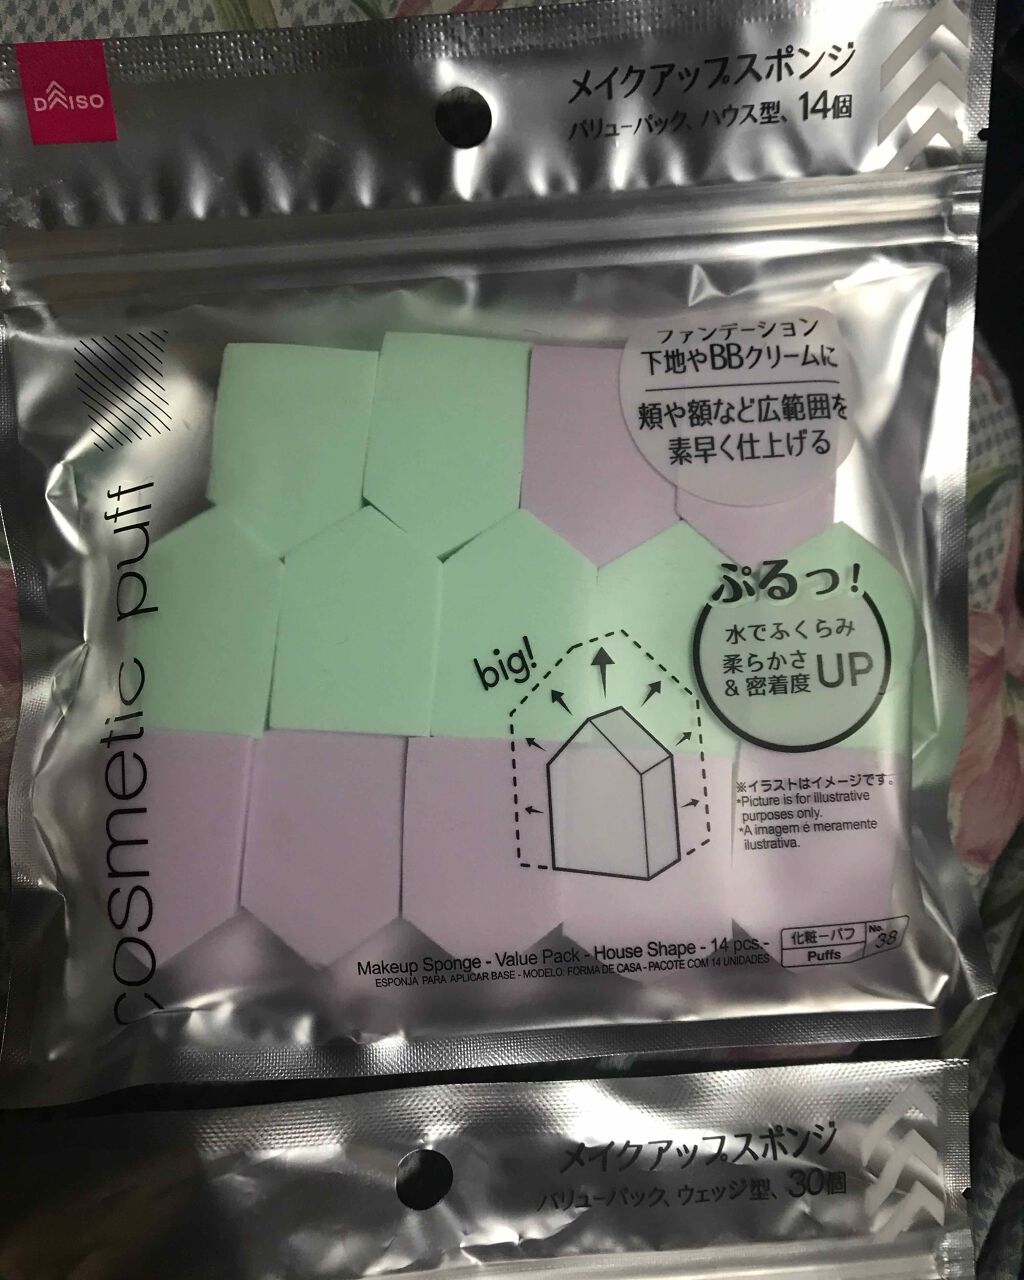 DAISO
メイクアップスポンジ
バリューパック、ハウス型、14個
cosmetic puff
ファンデーション
下地やBBクリームに
頬や額など広範囲を
素早く仕上げる
ぷるっ!
水でふくらみ
柔らかさ
&密着度UP
big!
※イラストはイメージです。
*Picture is for illustrative
purposes only.
*A imagem é meramente
ilustrativa.
Makeup Sponge - Value Pack - House Shape - 14 pcs.-
ESPONJA PARA APLICAR BASE - MODELO: FORMA DE CASA - PACOTE COM 14 UNIDADES
化粧ーパフ
Puffs
No.
38
メイクアップスポンジ
バリューパック、ウェッジ型、30個